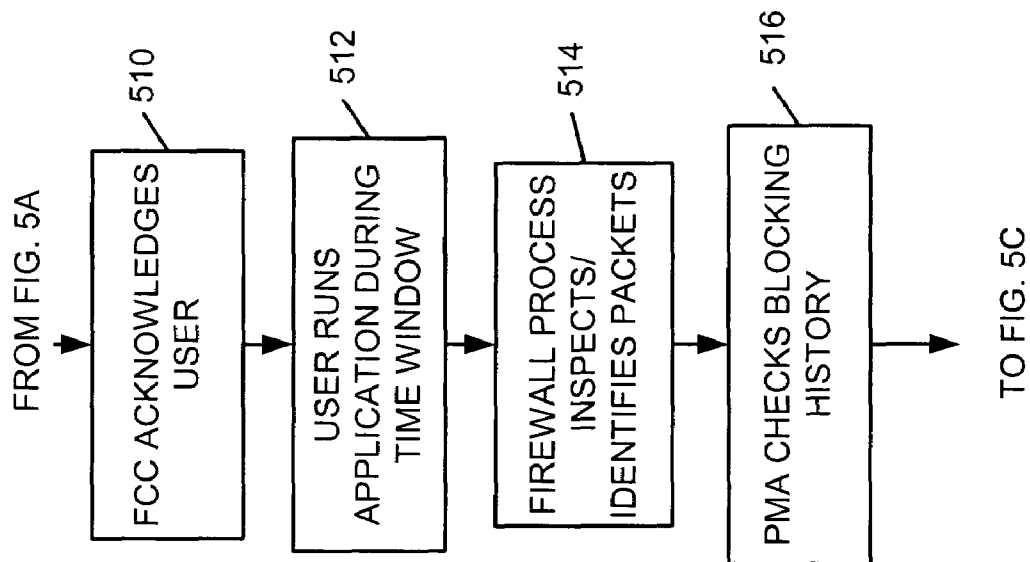 FROM FIG. 5A
FCC ACKNOWLEDGES
USER
510
USER RUNS
APPLICATION DURING
TIME WINDOW
512
FIREWALL PROCESS
INSPECTS/
IDENTIFIES PACKETS
514
PMA CHECKS BLOCKING
HISTORY
516
TO FIG. 5C